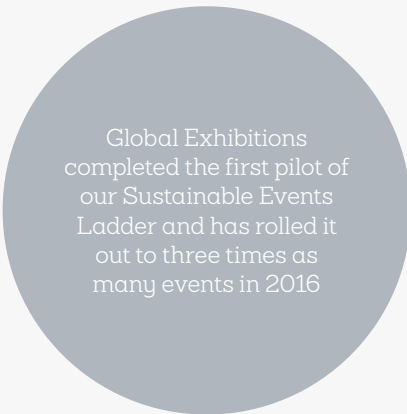 Global Exhibitions
completed the first pilot of
our Sustainable Events
Ladder and has rolled it
out to three times as
many events in 2016